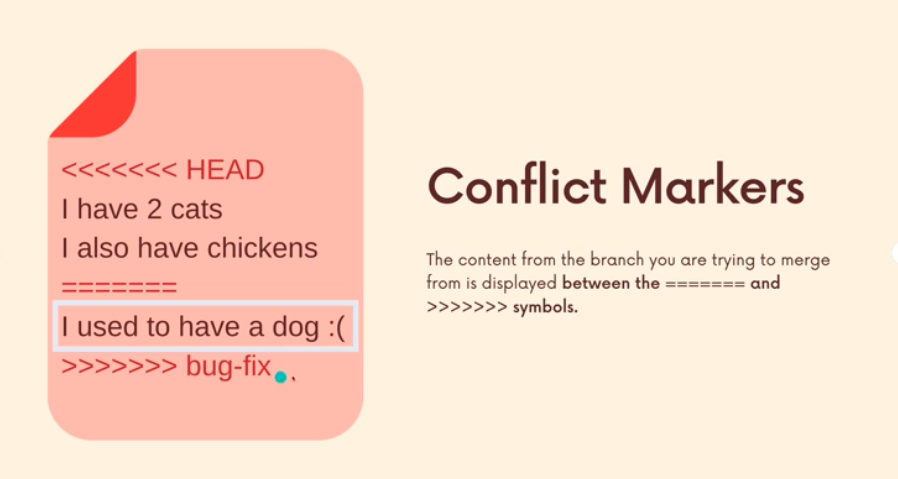 <<<<<<< HEAD
I have 2 cats
I also have chickens
=======
I used to have a dog :(
>>>>>>> bug-fix
Conflict Markers
The content from the branch you are trying to merge
from is displayed between the ======= and
>>>>>>> symbols.